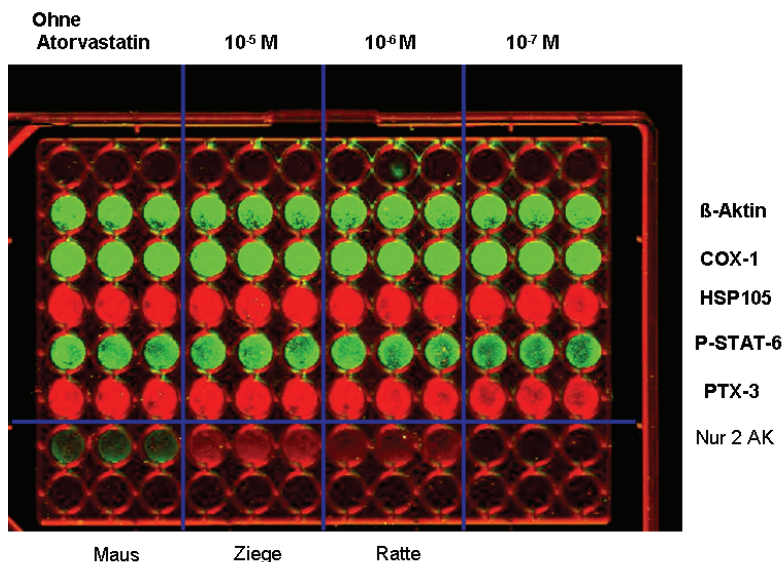 Ohne
Atorvastatin 10-5 M 10-6 M 10-7 M
ß-Aktin
COX-1
HSP105
P-STAT-6
PTX-3
Nur 2 AK
Maus Ziege Ratte